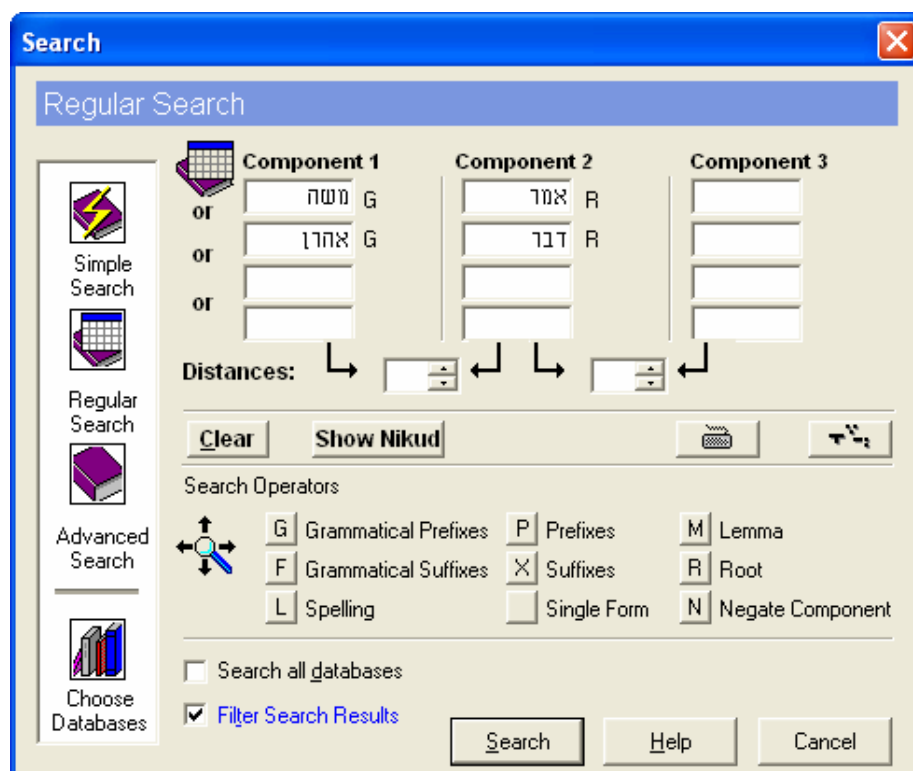 Search
Regular Search
Simple
Search
Regular
Search
Advanced
Search
Choose
Databases
Component 1 Component 2 Component 3
משה G אמר R
or
אהרן G דבר R
or
or
Distances:
Clear Show Nikud
Search Operators
G Grammatical Prefixes P Prefixes M Lemma
F Grammatical Suffixes X Suffixes R Root
L Spelling Single Form N Negate Component
Search all databases
Filter Search Results
Search Help Cancel